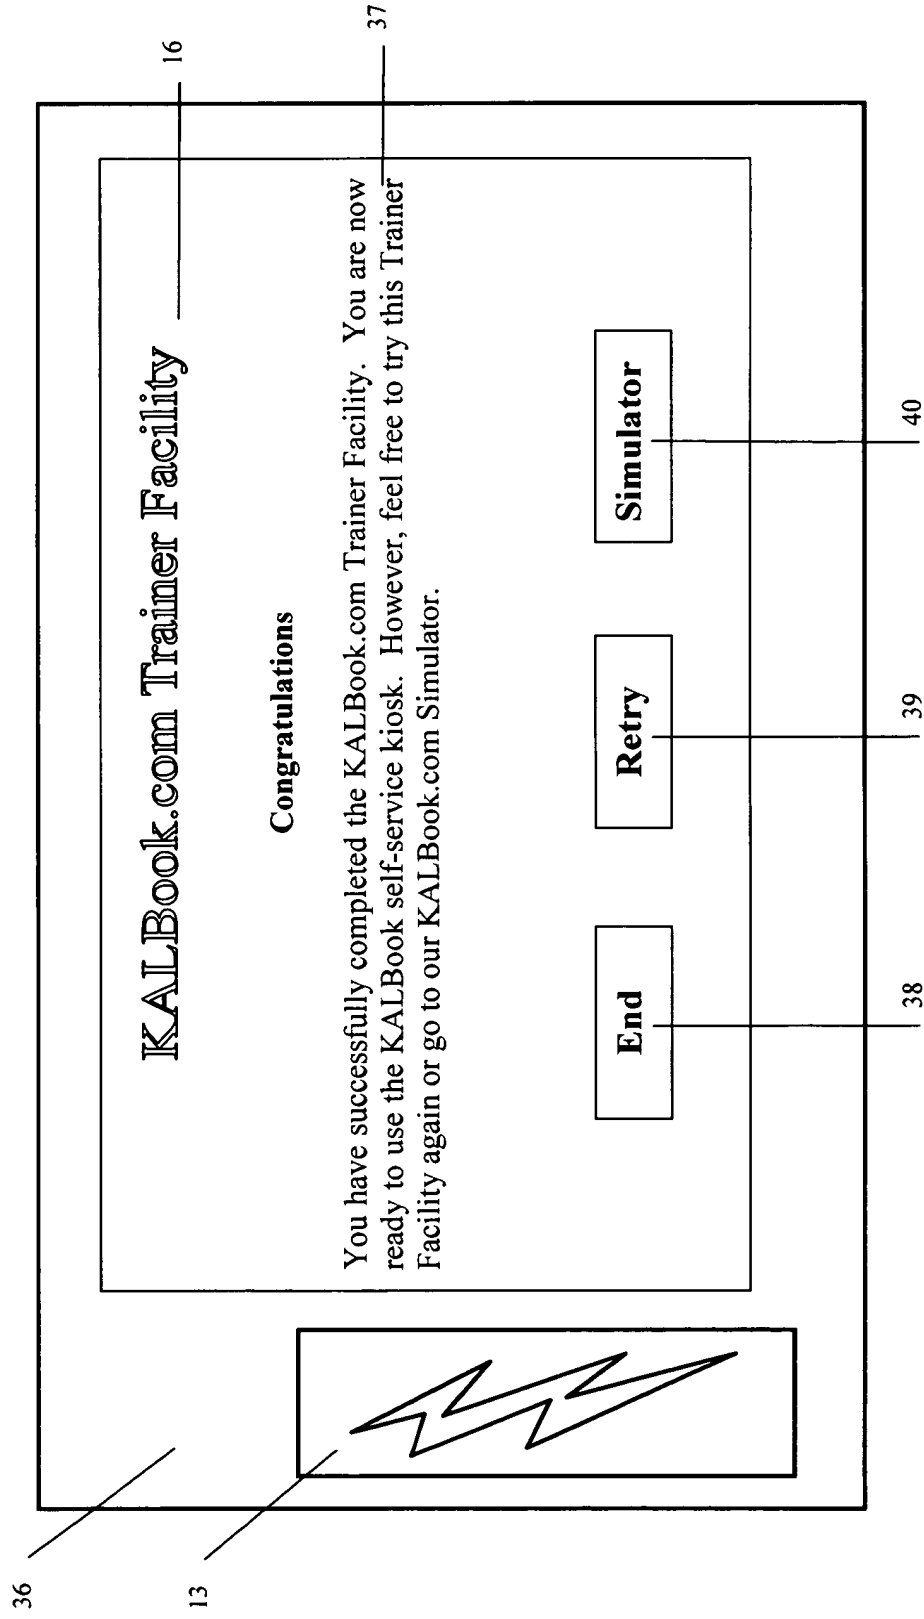 36
13
KALBook.com Trainer Facility
16
Congratulations
You have successfully completed the KALBook.com Trainer Facility. You are now
37
ready to use the KALBook self-service kiosk. However, feel free to try this Trainer
Facility again or go to our KALBook.com Simulator.
End
Retry
Simulator
38
39
40